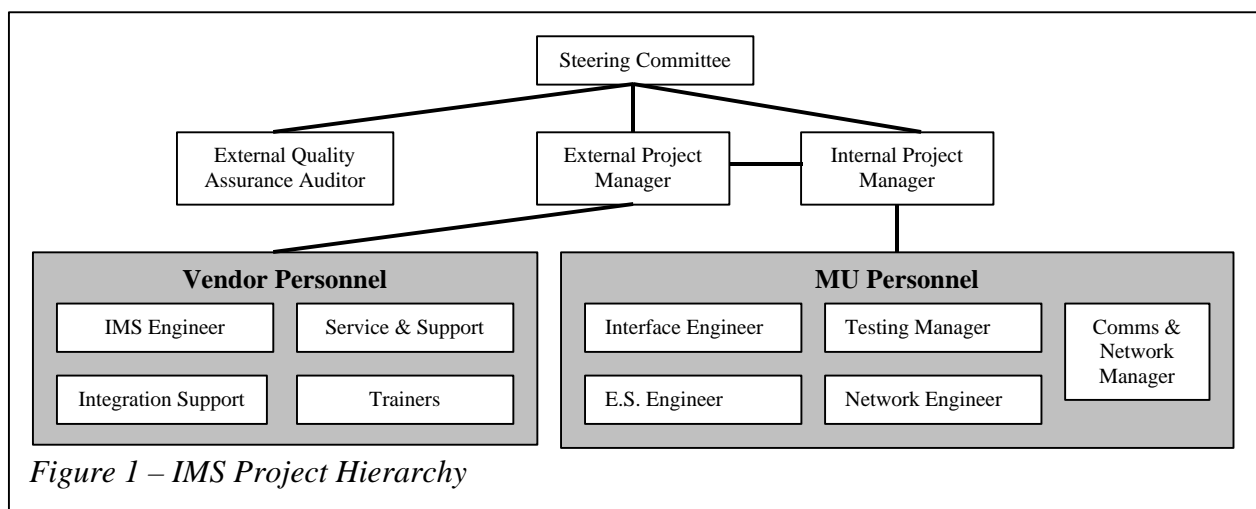 Steering Committee
External Quality
Assurance Auditor
External Project
Manager
Internal Project
Manager
Vendor Personnel
IMS Engineer
Service & Support
Integration Support
Trainers
MU Personnel
Interface Engineer
Testing Manager
Comms &
Network
Manager
E.S. Engineer
Network Engineer
Figure 1 – IMS Project Hierarchy